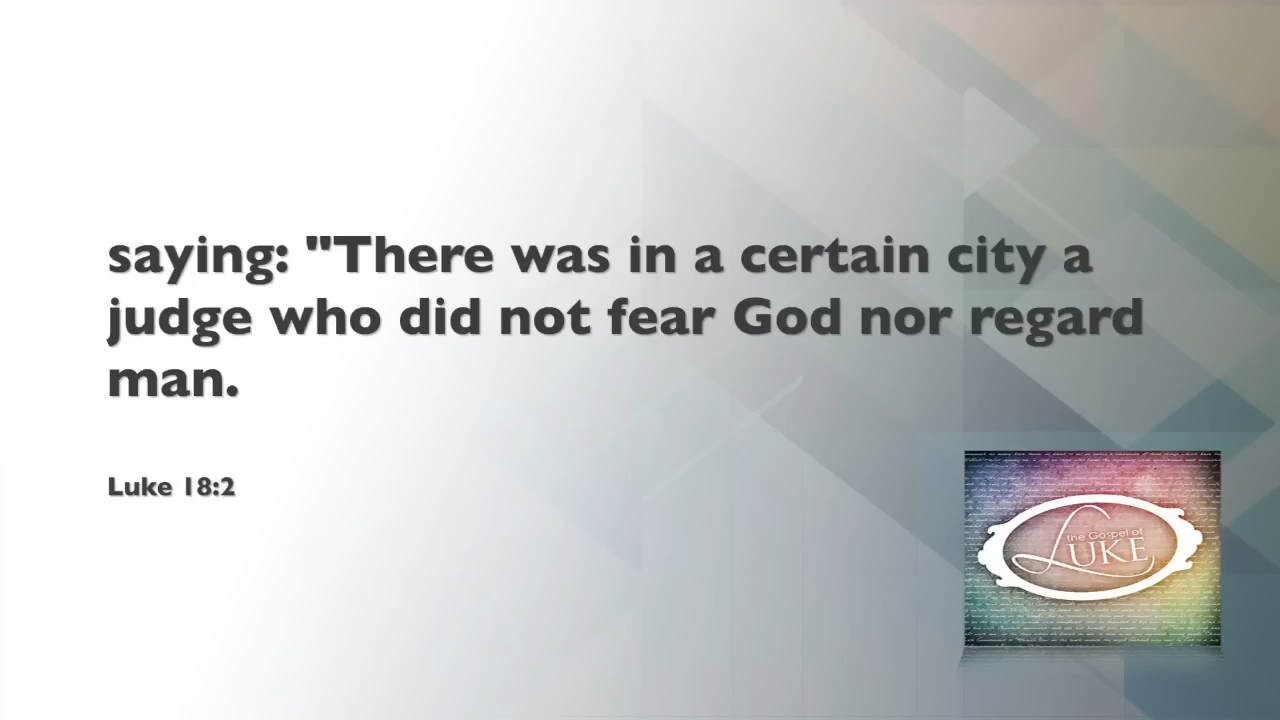 saying: "There was in a certain city a
judge who did not fear God nor regard
man.
Luke 18:2
the Gospel of
LUKE